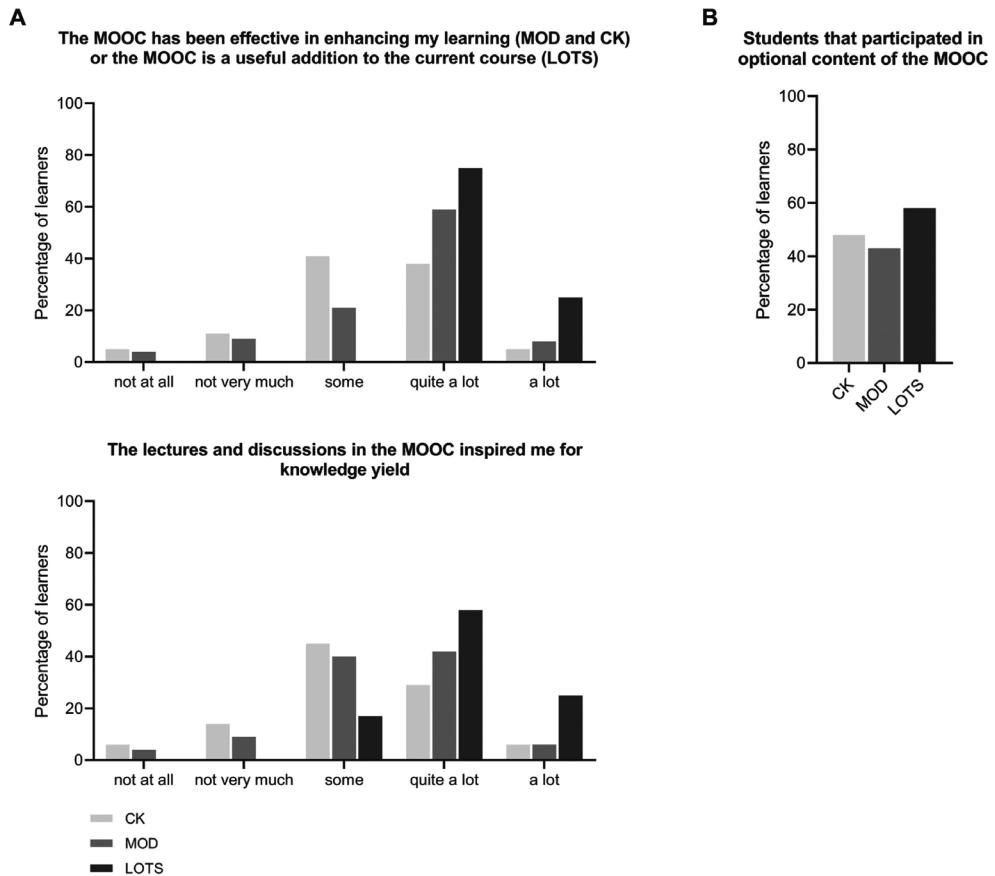 A
The MOOC has been effective in enhancing my learning (MOD and CK)
or the MOOC is a useful addition to the current course (LOTS)
Percentage of learners
100
80
60
40
20
0
not at all
not very much
some
quite a lot
a lot
The lectures and discussions in the MOOC inspired me for
knowledge yield
Percentage of learners
100
80
60
40
20
0
not at all
not very much
some
quite a lot
a lot
CK
MOD
LOTS
B
Students that participated in
optional content of the MOOC
Percentage of learners
100
80
60
40
20
0
CK
MOD
LOTS